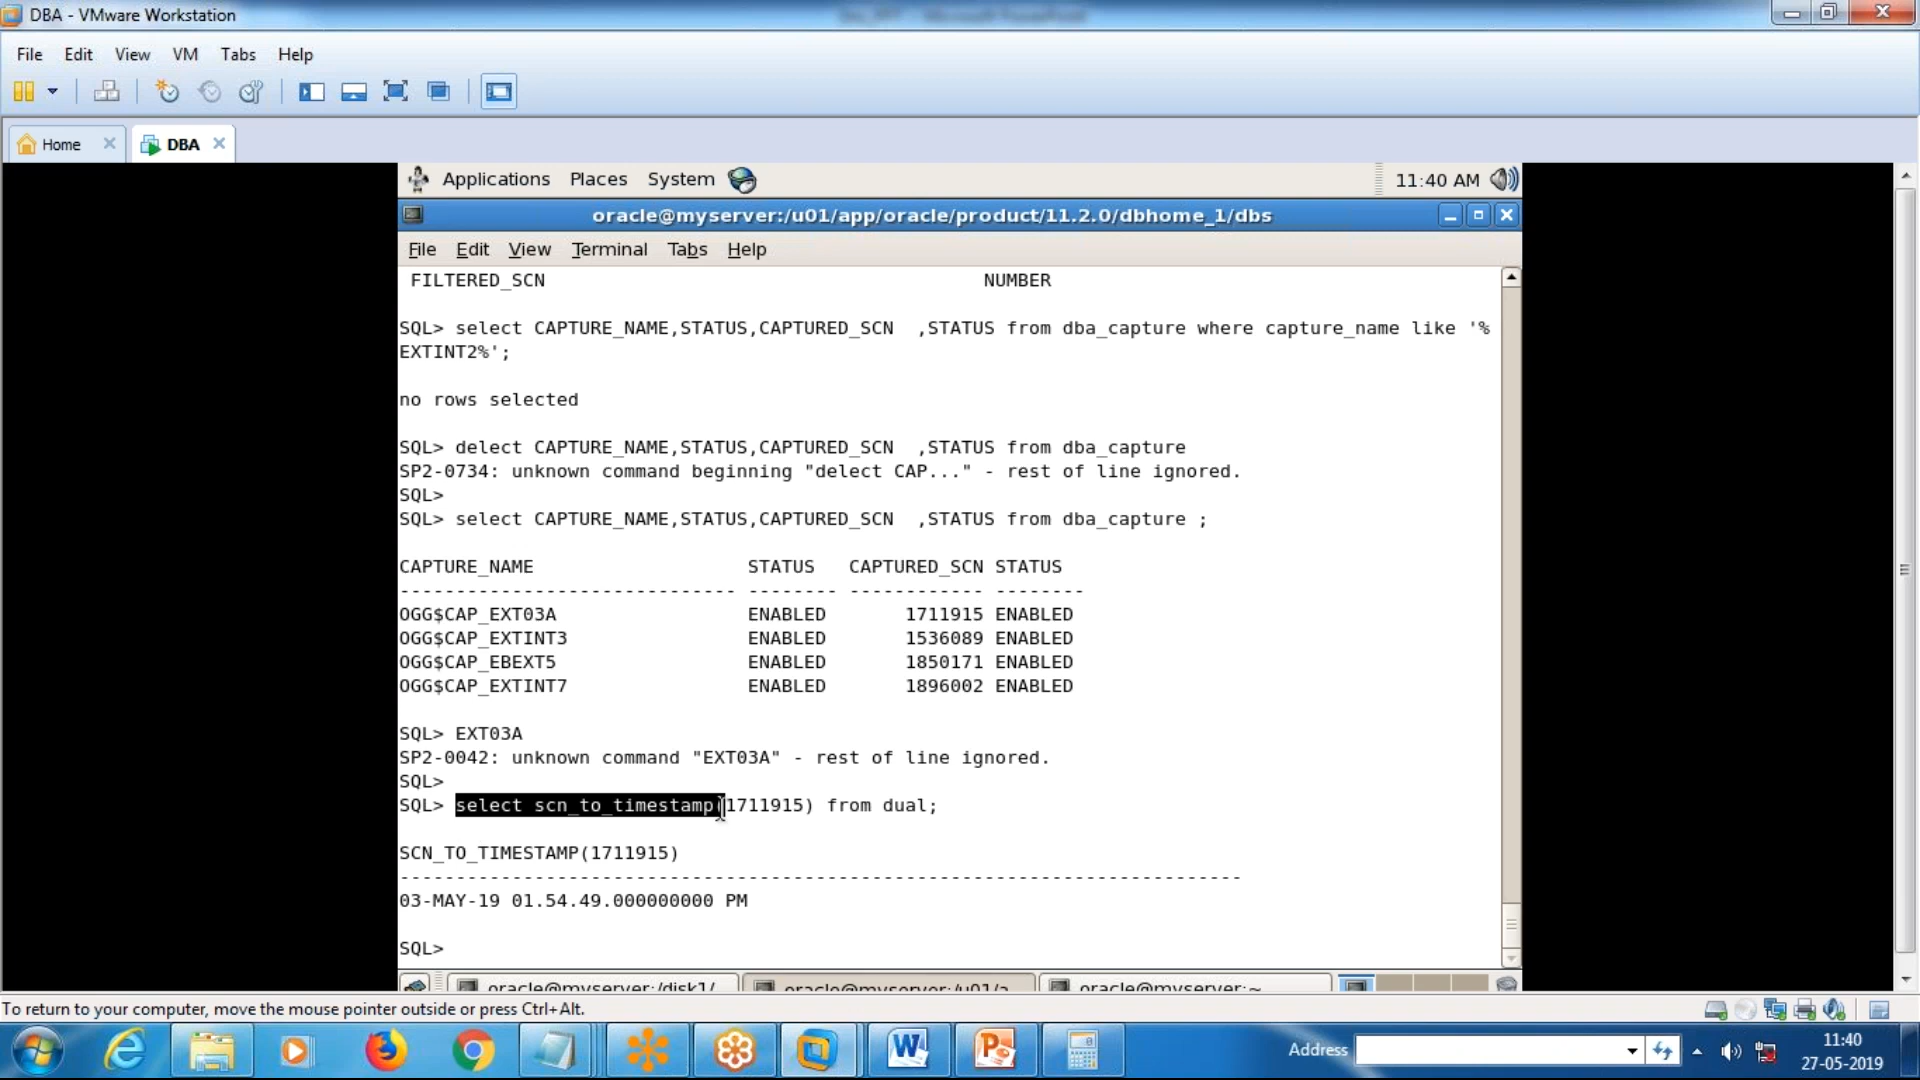 DBA - VMware Workstation
File Edit View VM Tabs Help
Home
DBA
Applications Places System
11:40 AM
oracle@myserver:/u01/app/oracle/product/11.2.0/dbhome_1/dbs
File Edit View Terminal Tabs Help
FILTERED_SCN NUMBER
SQL> select CAPTURE_NAME,STATUS,CAPTURED_SCN ,STATUS from dba_capture where capture_name like '%
EXTINT2%';
no rows selected
SQL> delect CAPTURE_NAME,STATUS,CAPTURED_SCN ,STATUS from dba_capture
SP2-0734: unknown command beginning "delect CAP..." - rest of line ignored.
SQL>
SQL> select CAPTURE_NAME,STATUS,CAPTURED_SCN ,STATUS from dba_capture ;
CAPTURE_NAME STATUS CAPTURED_SCN STATUS
------------------------------ -------- ------------ --------
OGG$CAP_EXT03A ENABLED 1711915 ENABLED
OGG$CAP_EXTINT3 ENABLED 1536089 ENABLED
OGG$CAP_EBEXT5 ENABLED 1850171 ENABLED
OGG$CAP_EXTINT7 ENABLED 1896002 ENABLED
SQL> EXT03A
SP2-0042: unknown command "EXT03A" - rest of line ignored.
SQL>
SQL> select scn_to_timestamp(1711915) from dual;
SCN_TO_TIMESTAMP(1711915)
---------------------------------------------------------------------------
03-MAY-19 01.54.49.000000000 PM
SQL>
oracle@myserver:/disk1/ oracle@myserver:/u01/a oracle@myserver:~
To return to your computer, move the mouse pointer outside or press Ctrl+Alt.
Address
11:40
27-05-2019